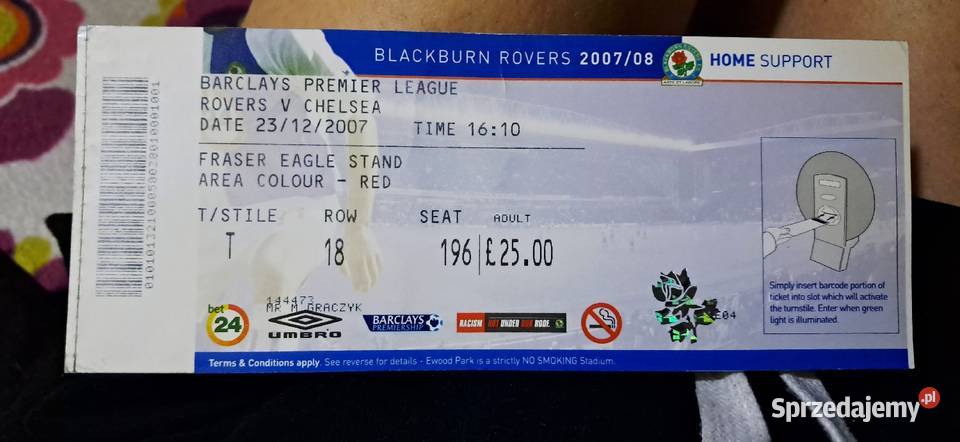 BLACKBURN ROVERS 2007/08
HOME SUPPORT
BARCLAYS PREMIER LEAGUE
ROVERS V CHELSEA
DATE 23/12/2007 TIME 16:10
FRASER EAGLE STAND
AREA COLOUR - RED
T/STILE ROW SEAT ADULT
T 18 196 £25.00
144473
MR M GRACZYK
bet
24
UMBRO
BARCLAYS
PREMIERSHIP
RACISM NOT UNDER OUR ROOF
Simply insert barcode portion of
ticket into slot which will activate
the turnstile. Enter when green
light is illuminated.
Terms & Conditions apply. See reverse for details - Ewood Park is a strictly NO SMOKING Stadium.
Sprzedajemy.pl